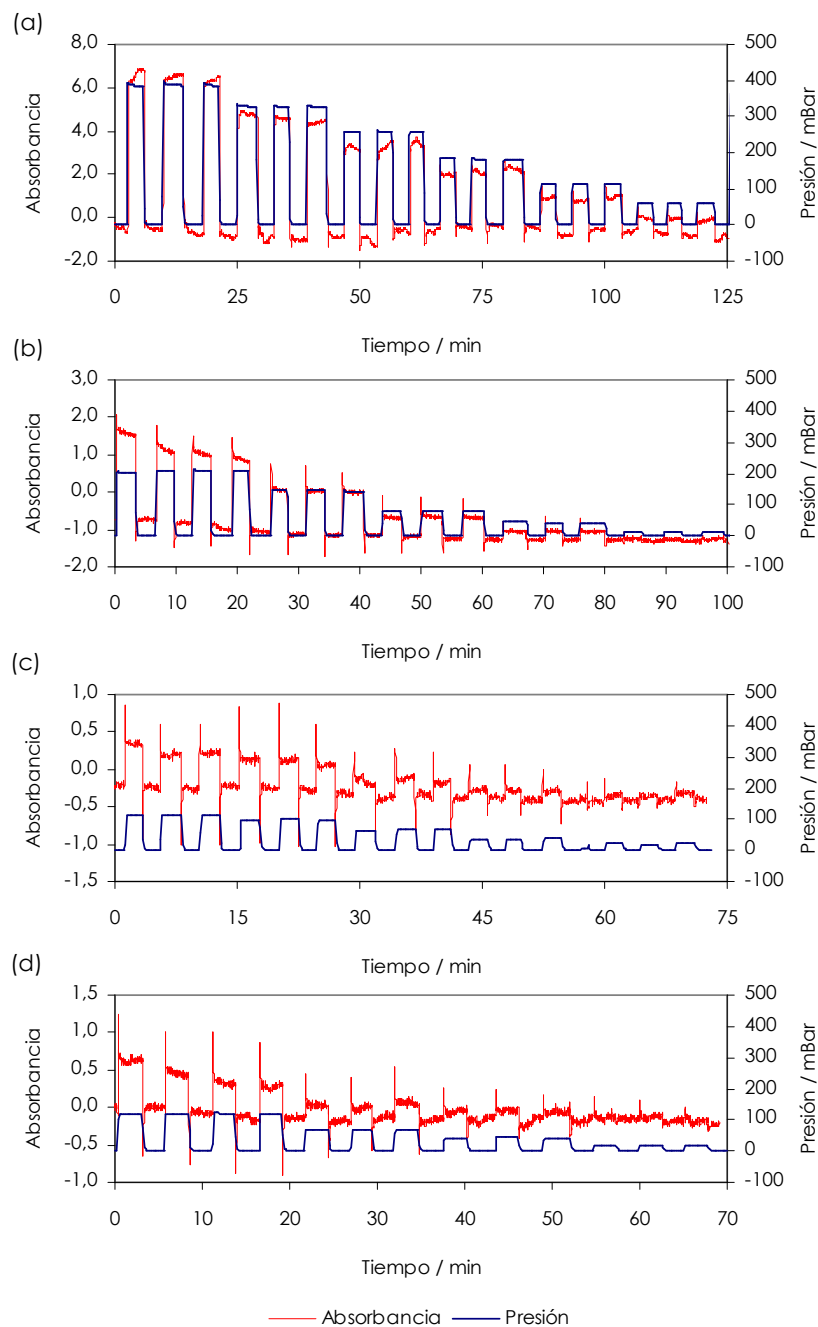 (a)
8,0
6,0
4,0
2,0
0,0
-2,0
Absorbancia
500
400
300
200
100
0
-100
Presión / mBar
0 25 50 75 100 125
Tiempo / min
(b)
3,0
2,0
1,0
0,0
-1,0
-2,0
Absorbancia
500
400
300
200
100
0
-100
Presión / mBar
0 10 20 30 40 50 60 70 80 90 100
Tiempo / min
(c)
1,0
0,5
0,0
-0,5
-1,0
-1,5
Absorbancia
500
400
300
200
100
0
-100
Presión / mBar
0 15 30 45 60 75
Tiempo / min
(d)
1,5
1,0
0,5
0,0
-0,5
-1,0
Absorbancia
500
400
300
200
100
0
-100
Presión / mBar
0 10 20 30 40 50 60 70
Tiempo / min
Absorbancia Presión